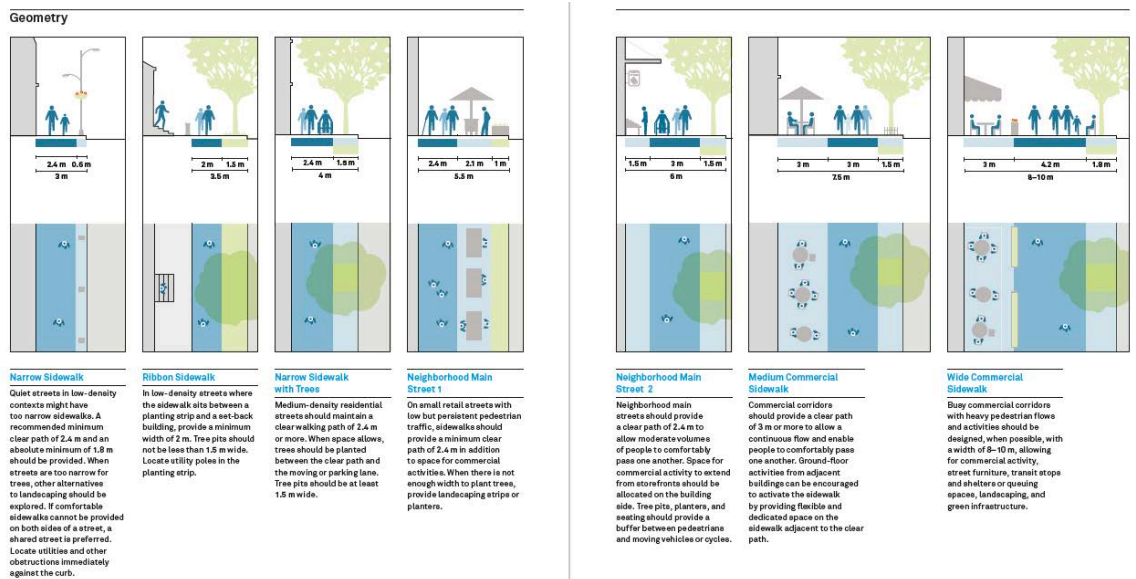 Geometry
2.4 m 0.6 m
3 m
2 m 1.5 m
3.5 m
2.4 m 1.6 m
4 m
2.4 m 2.1 m 1 m
5.5 m
1.5 m 3 m 1.5 m
6 m
3 m 3 m 1.5 m
7.5 m
3 m 4.2 m 1.8 m
8–10 m
Narrow Sidewalk
Quiet streets in low-density
contexts might have
too narrow sidewalks. A
recommended minimum
clear path of 2.4 m and an
absolute minimum of 1.8 m
should be provided. When
streets are too narrow for
trees, other alternatives
to landscaping should be
explored. If comfortable
sidewalks cannot be provided
on both sides of a street, a
shared street is preferred.
Locate utilities and other
obstructions immediately
against the curb.
Ribbon Sidewalk
In low-density streets where
the sidewalk sits between a
planting strip and a set-back
building, provide a minimum
width of 2 m. Tree pits should
not be less than 1.5 m wide.
Locate utility poles in the
planting strip.
Narrow Sidewalk
with Trees
Medium-density residential
streets should maintain a
clear walking path of 2.4 m
or more. When space allows,
trees should be planted
between the clear path and
the moving or parking lane.
Tree pits should be at least
1.5 m wide.
Neighborhood Main
Street 1
On small retail streets with
low but persistent pedestrian
traffic, sidewalks should
provide a minimum clear
path of 2.4 m in addition
to space for commercial
activities. When there is not
enough width to plant trees,
provide landscaping strips or
planters.
Neighborhood Main
Street 2
Neighborhood main
streets should provide
a clear path of 2.4 m to
allow moderate volumes
of people to comfortably
pass one another. Space for
commercial activity to extend
from storefronts should be
allocated on the building
side. Tree pits, planters, and
seating should provide a
buffer between pedestrians
and moving vehicles or cycles.
Medium Commercial
Sidewalk
Commercial corridors
should provide a clear path
of 3 m or more to allow a
continuous flow and enable
people to comfortably pass
one another. Ground-floor
activities from adjacent
buildings can be encouraged
to activate the sidewalk
by providing flexible and
dedicated space on the
sidewalk adjacent to the clear
path.
Wide Commercial
Sidewalk
Busy commercial corridors
with heavy pedestrian flows
and activities should be
designed, when possible, with
a width of 8–10 m, allowing
for commercial activity,
street furniture, transit stops
and shelters or queuing
spaces, landscaping, and
green infrastructure.